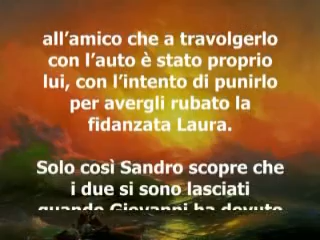 all’amico che a travolgerlo
con l’auto è stato proprio
lui, con l’intento di punirlo
per avergli rubato la
fidanzata Laura.
Solo così Sandro scopre che
i due si sono lasciati
quando Giovanni ha dovuto